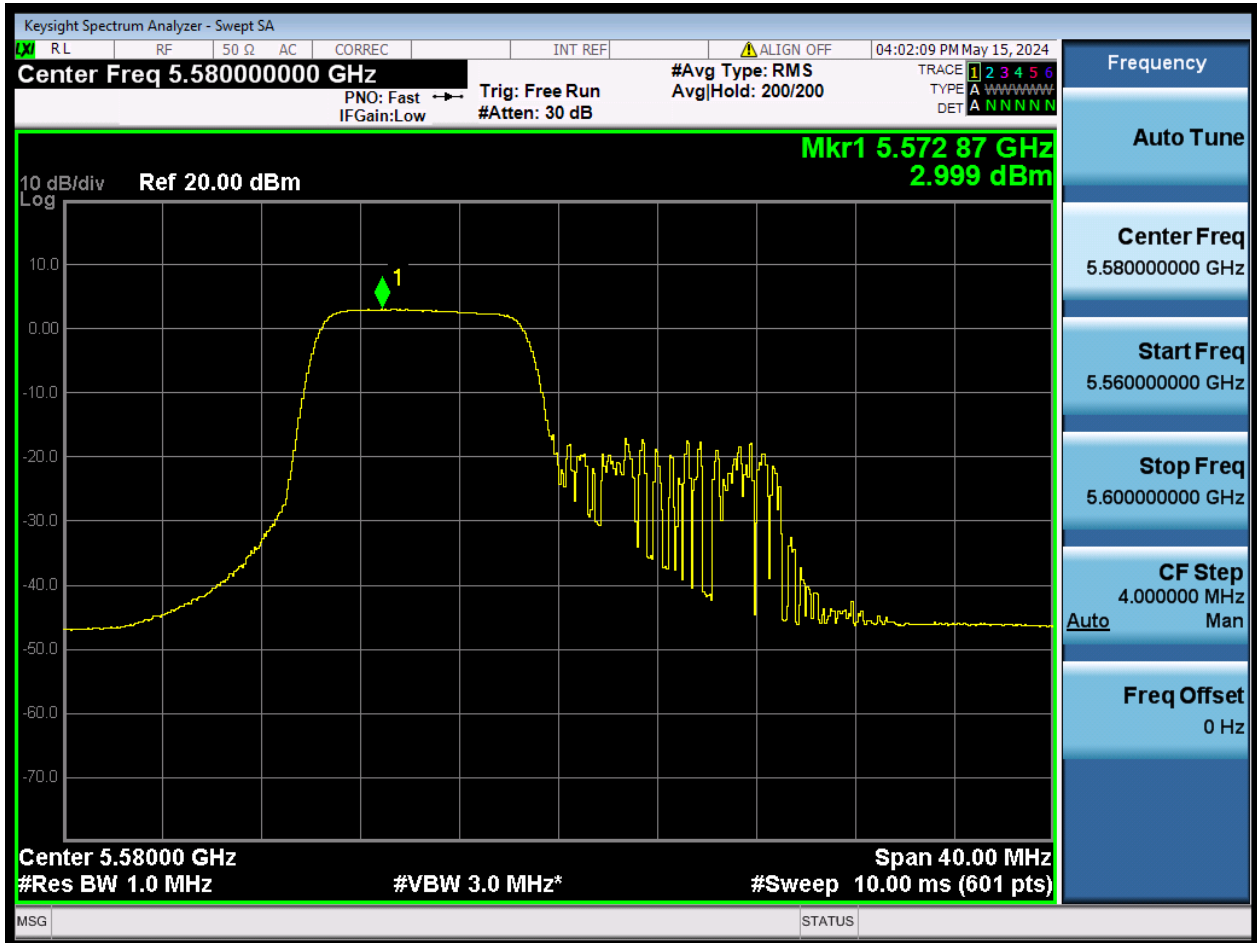 Keysight Spectrum Analyzer - Swept SA
LXI RL RF 50 Ω AC CORREC INT REF ALIGN OFF 04:02:09 PM May 15, 2024
Center Freq 5.580000000 GHz
PNO: Fast
IFGain:Low
Trig: Free Run
#Atten: 30 dB
#Avg Type: RMS
Avg|Hold: 200/200
TRACE 1 2 3 4 5 6
TYPE A WWWWW
DET A N N N N N
Mkr1 5.572 87 GHz
2.999 dBm
10 dB/div Ref 20.00 dBm
Log
1
10.0
0.00
-10.0
-20.0
-30.0
-40.0
-50.0
-60.0
-70.0
Center 5.58000 GHz Span 40.00 MHz
#Res BW 1.0 MHz #VBW 3.0 MHz* #Sweep 10.00 ms (601 pts)
MSG STATUS
Frequency
Auto Tune
Center Freq
5.580000000 GHz
Start Freq
5.560000000 GHz
Stop Freq
5.600000000 GHz
CF Step
4.000000 MHz
Auto Man
Freq Offset
0 Hz